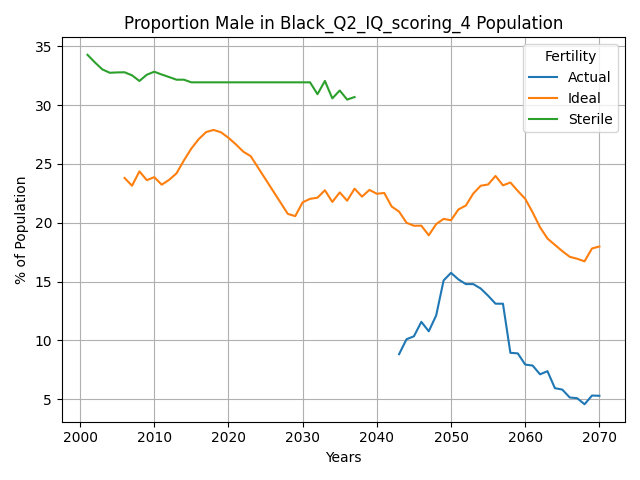 Proportion Male in Black_Q2_IQ_scoring_4 Population
% of Population
35
30
25
20
15
10
5
Fertility
Actual
Ideal
Sterile
2000 2010 2020 2030 2040 2050 2060 2070
Years